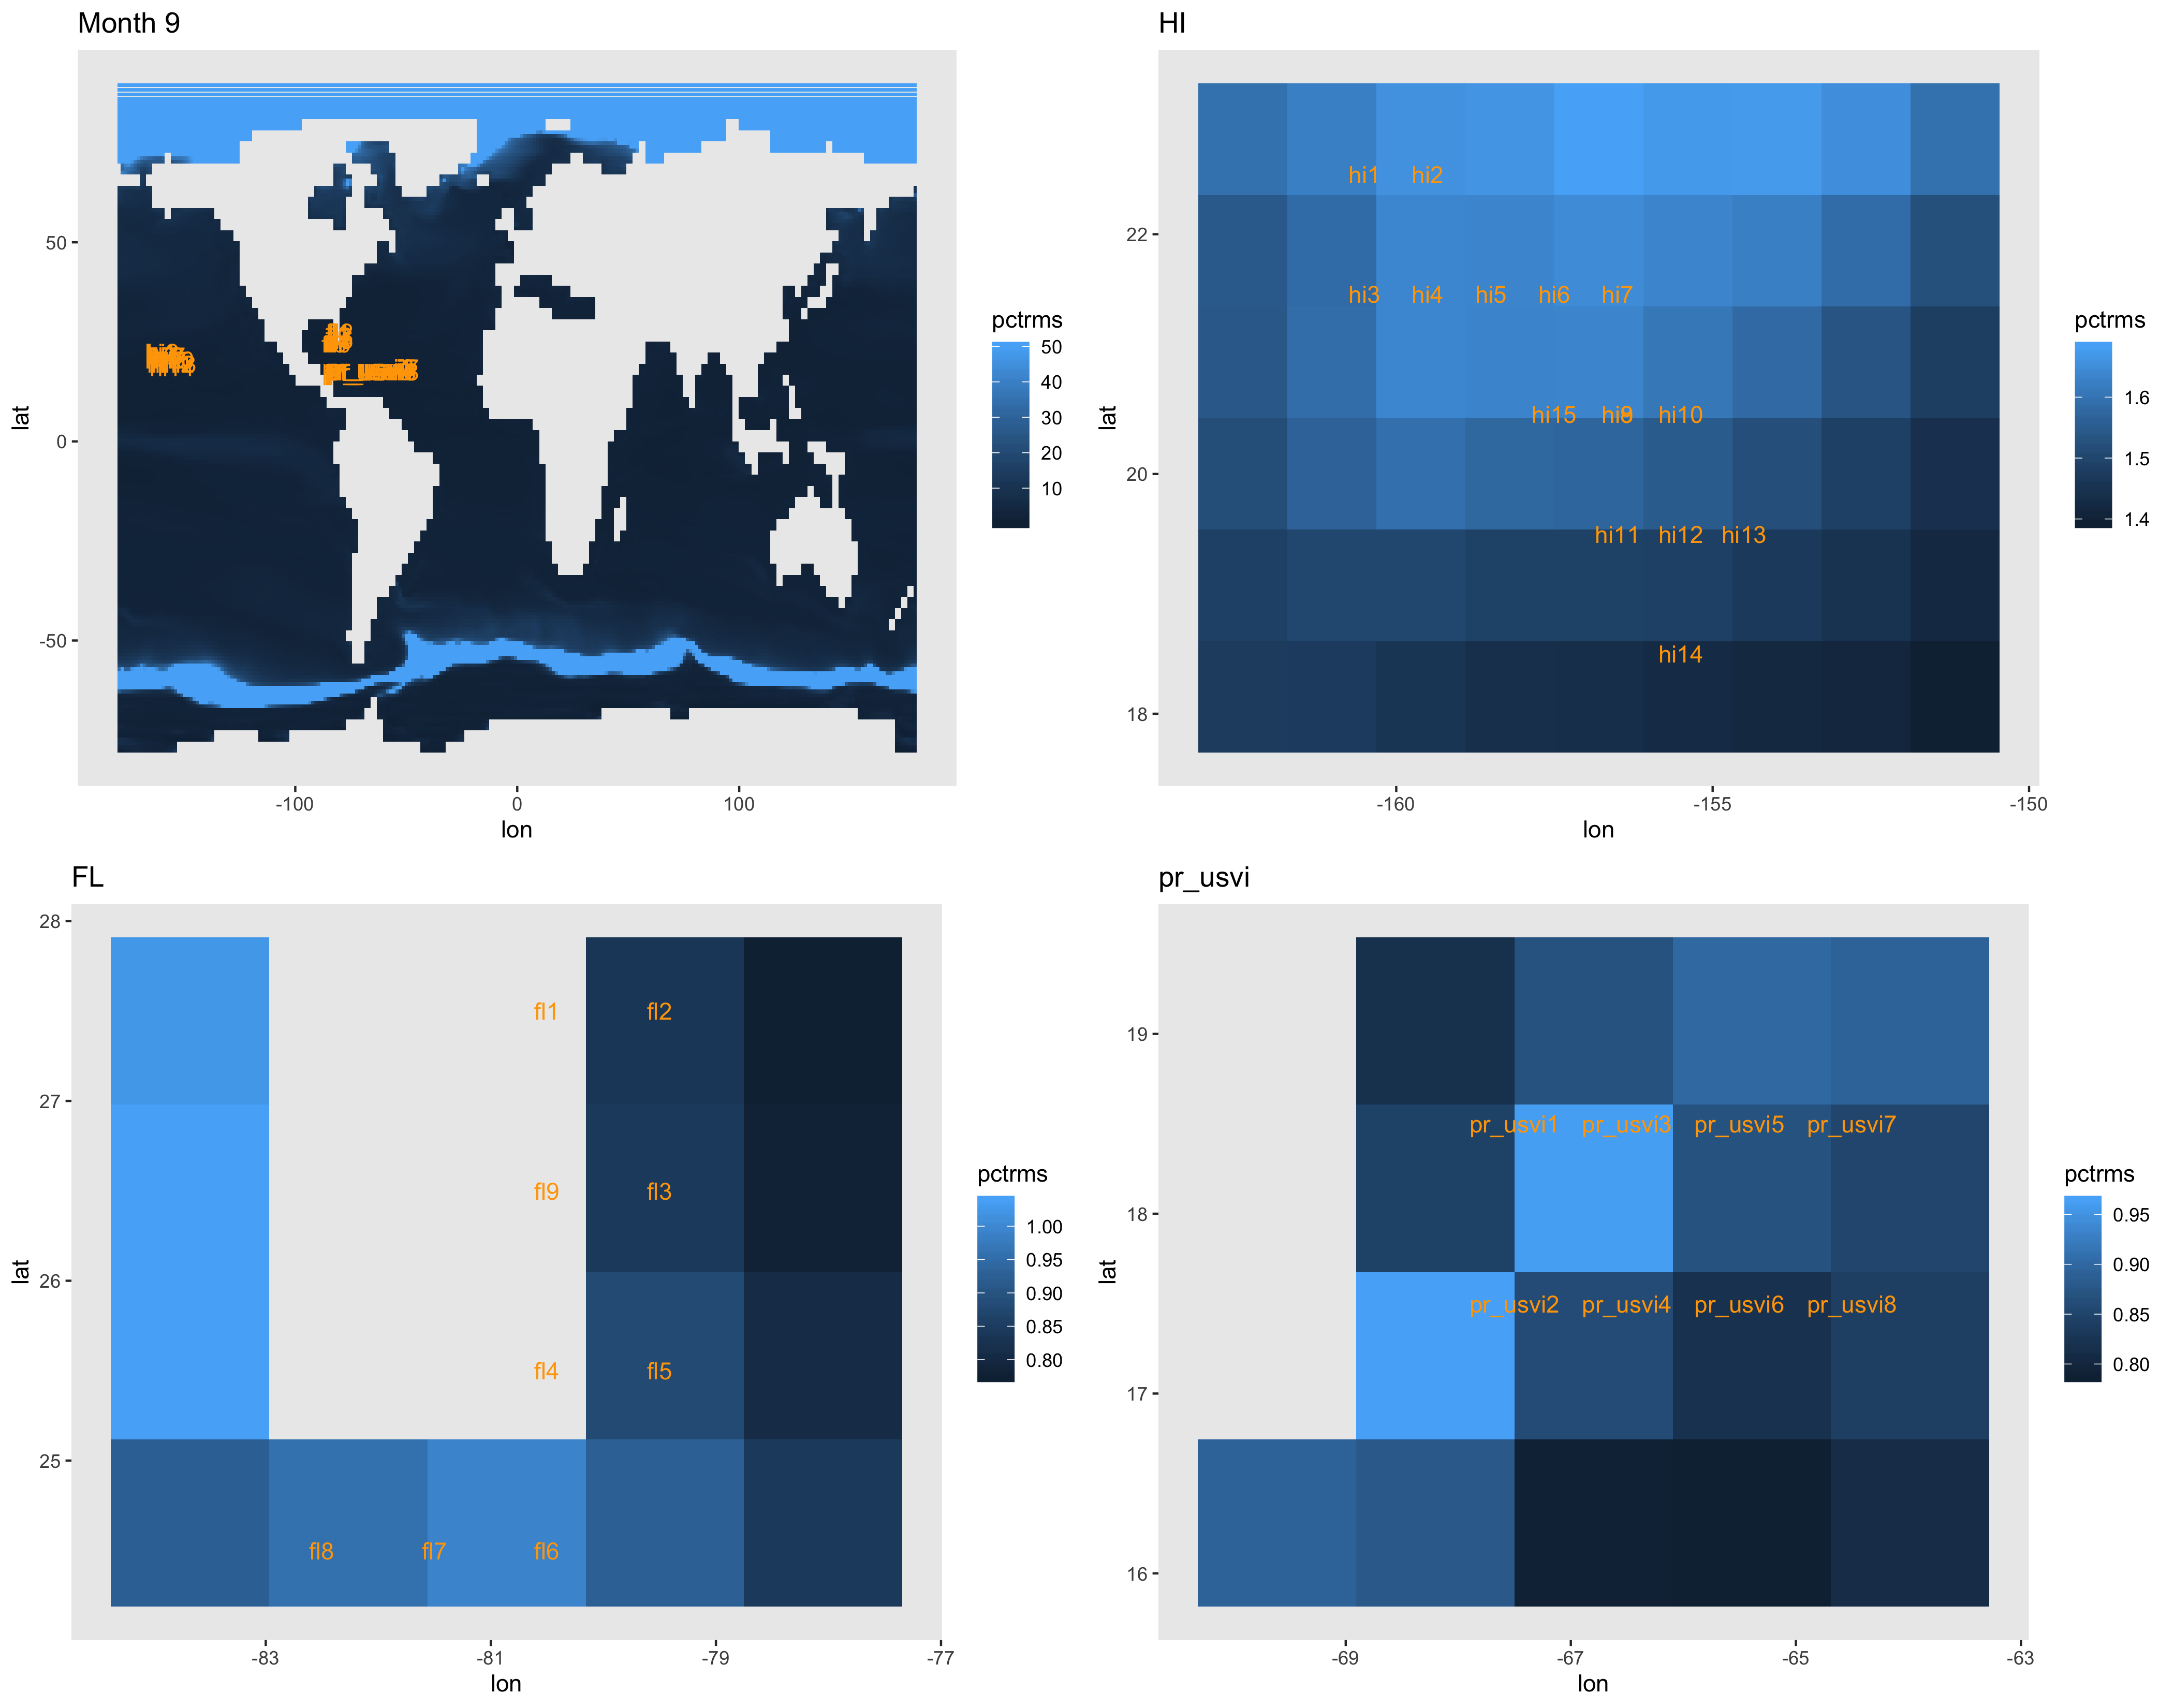 Month 9
lat
50
0
-50
-100
0
100
lon
pctrms
50
40
30
20
10
HI
lat
22
20
18
hi1 hi2
hi3 hi4 hi5 hi6 hi7
hi15 hi9 hi10
hi11 hi12 hi13
hi14
-160
-155
-150
lon
pctrms
1.6
1.5
1.4
FL
lat
28
27
26
25
fl1 fl2
fl9 fl3
fl4 fl5
fl8 fl7 fl6
-83
-81
-79
-77
lon
pctrms
1.00
0.95
0.90
0.85
0.80
pr_usvi
lat
19
18
17
16
pr_usvi1 pr_usvi3 pr_usvi5 pr_usvi7
pr_usvi2 pr_usvi4 pr_usvi6 pr_usvi8
-69
-67
-65
-63
lon
pctrms
0.95
0.90
0.85
0.80